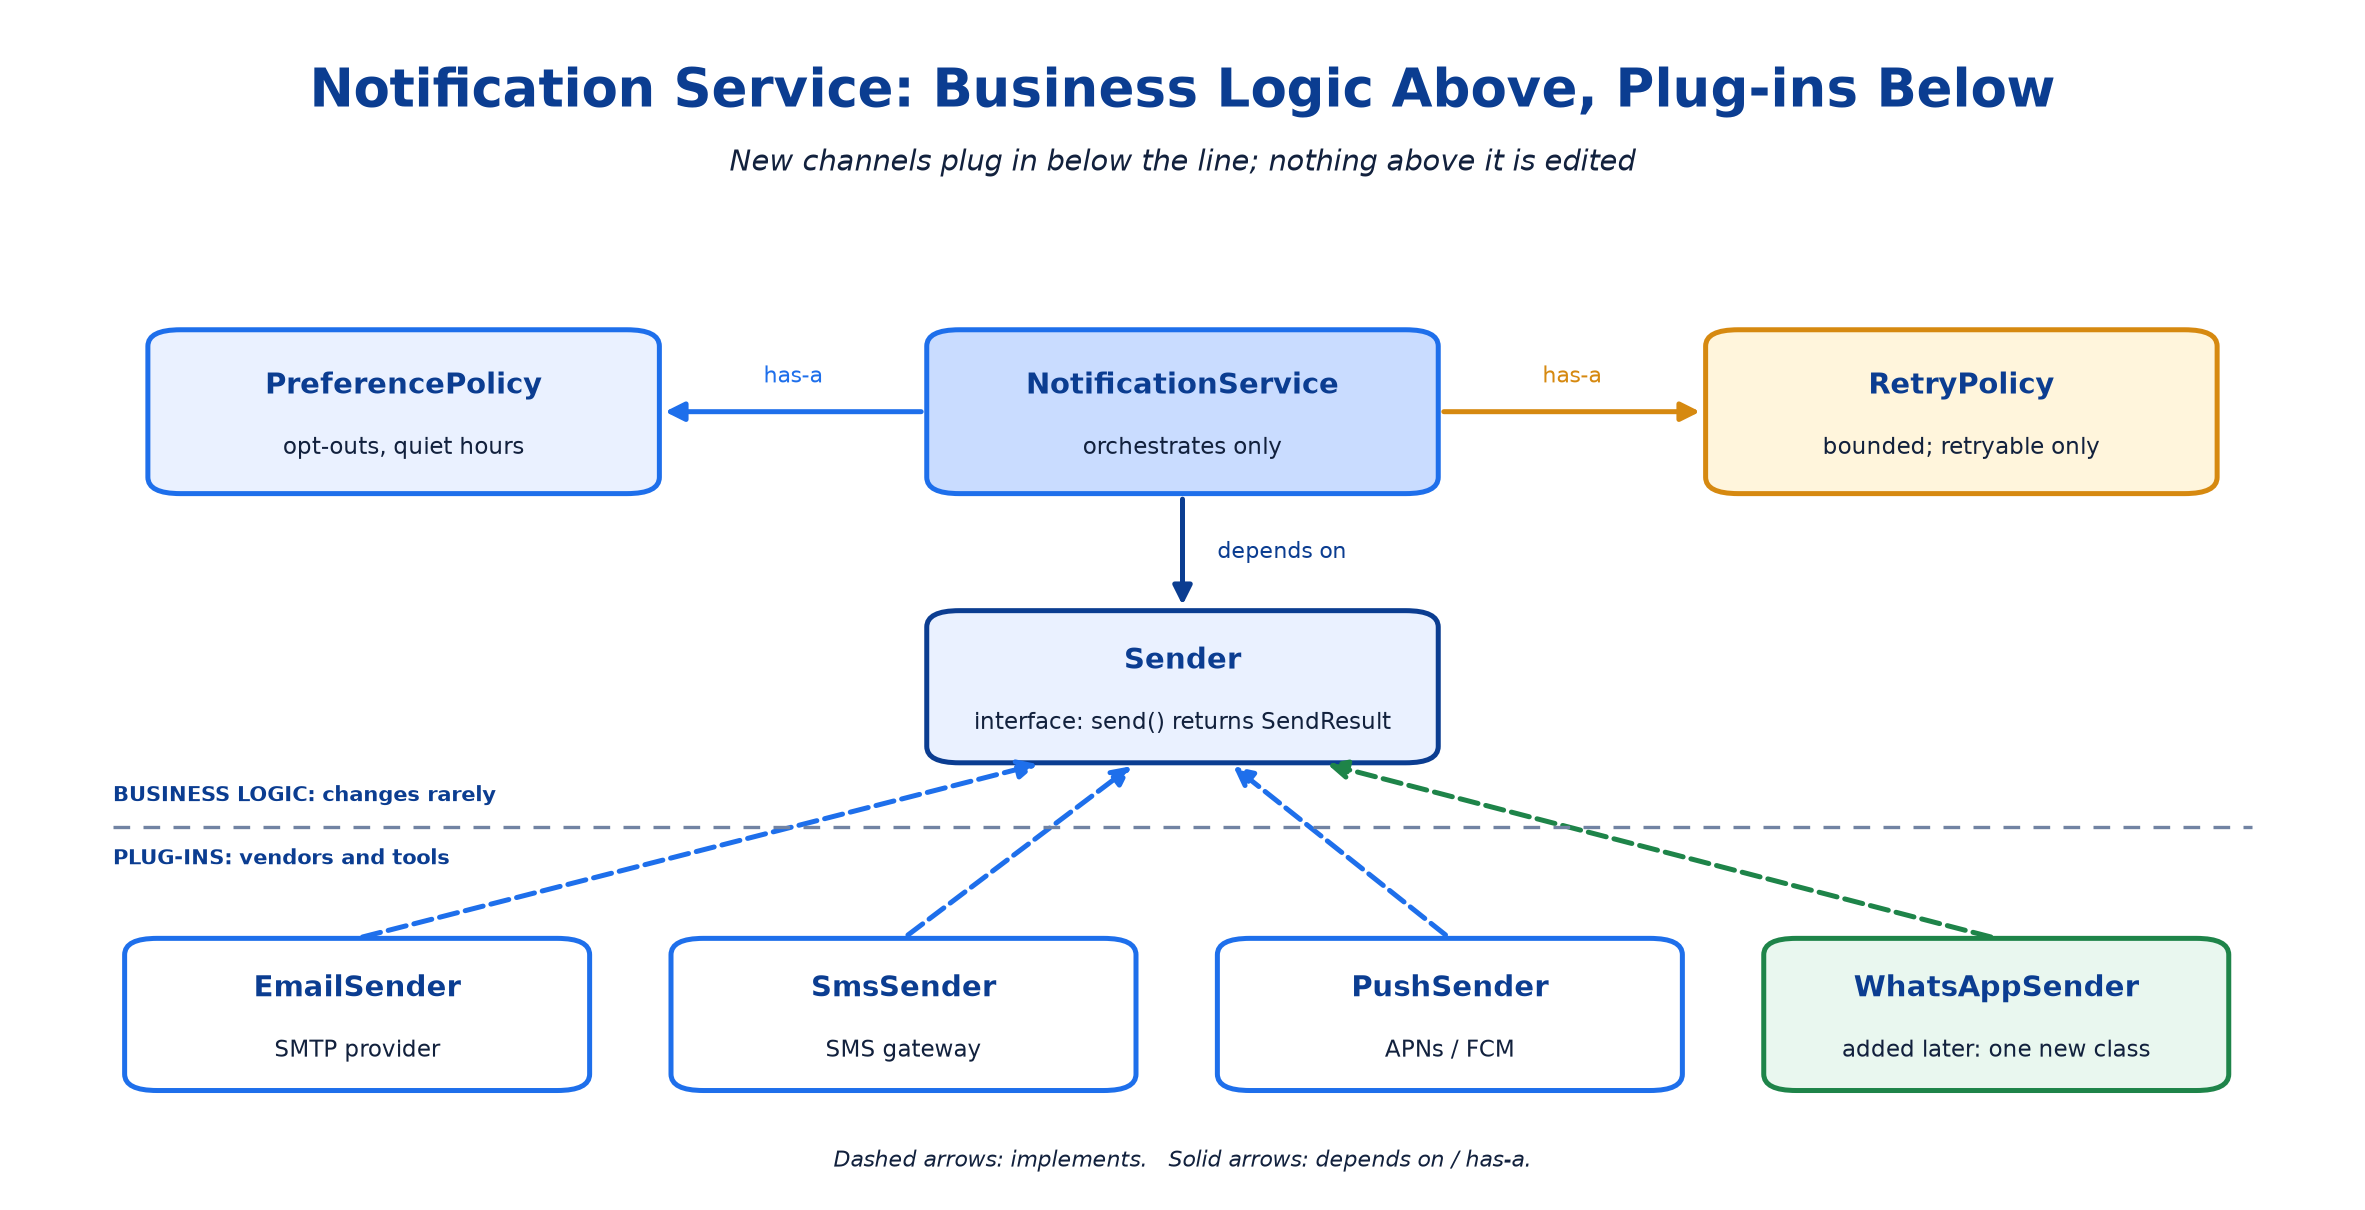 Notification Service: Business Logic Above, Plug-ins Below
New channels plug in below the line; nothing above it is edited
PreferencePolicy
opt-outs, quiet hours
has-a
NotificationService
orchestrates only
has-a
RetryPolicy
bounded; retryable only
depends on
Sender
interface: send() returns SendResult
BUSINESS LOGIC: changes rarely
PLUG-INS: vendors and tools
EmailSender
SMTP provider
SmsSender
SMS gateway
PushSender
APNs / FCM
WhatsAppSender
added later: one new class
Dashed arrows: implements.   Solid arrows: depends on / has-a.